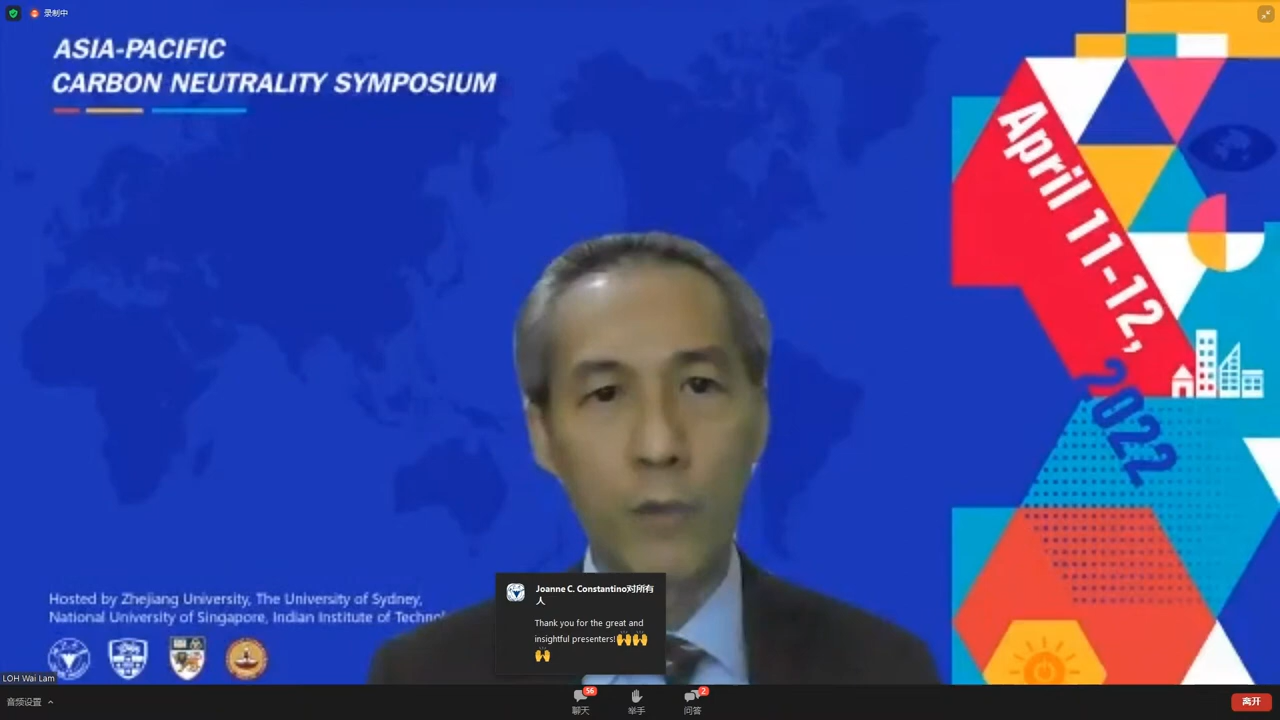 录制中
ASIA-PACIFIC
CARBON NEUTRALITY SYMPOSIUM
April 11-12,
2022
Hosted by Zhejiang University, The University of Sydney,
National University of Singapore, Indian Institute of Techno
Joanne C. Constantino对所有
人
Thank you for the great and
insightful presenters!🙌🙌
🙌
LOH Wai Lam
音频设置
56
聊天
举手
2
问答
离开